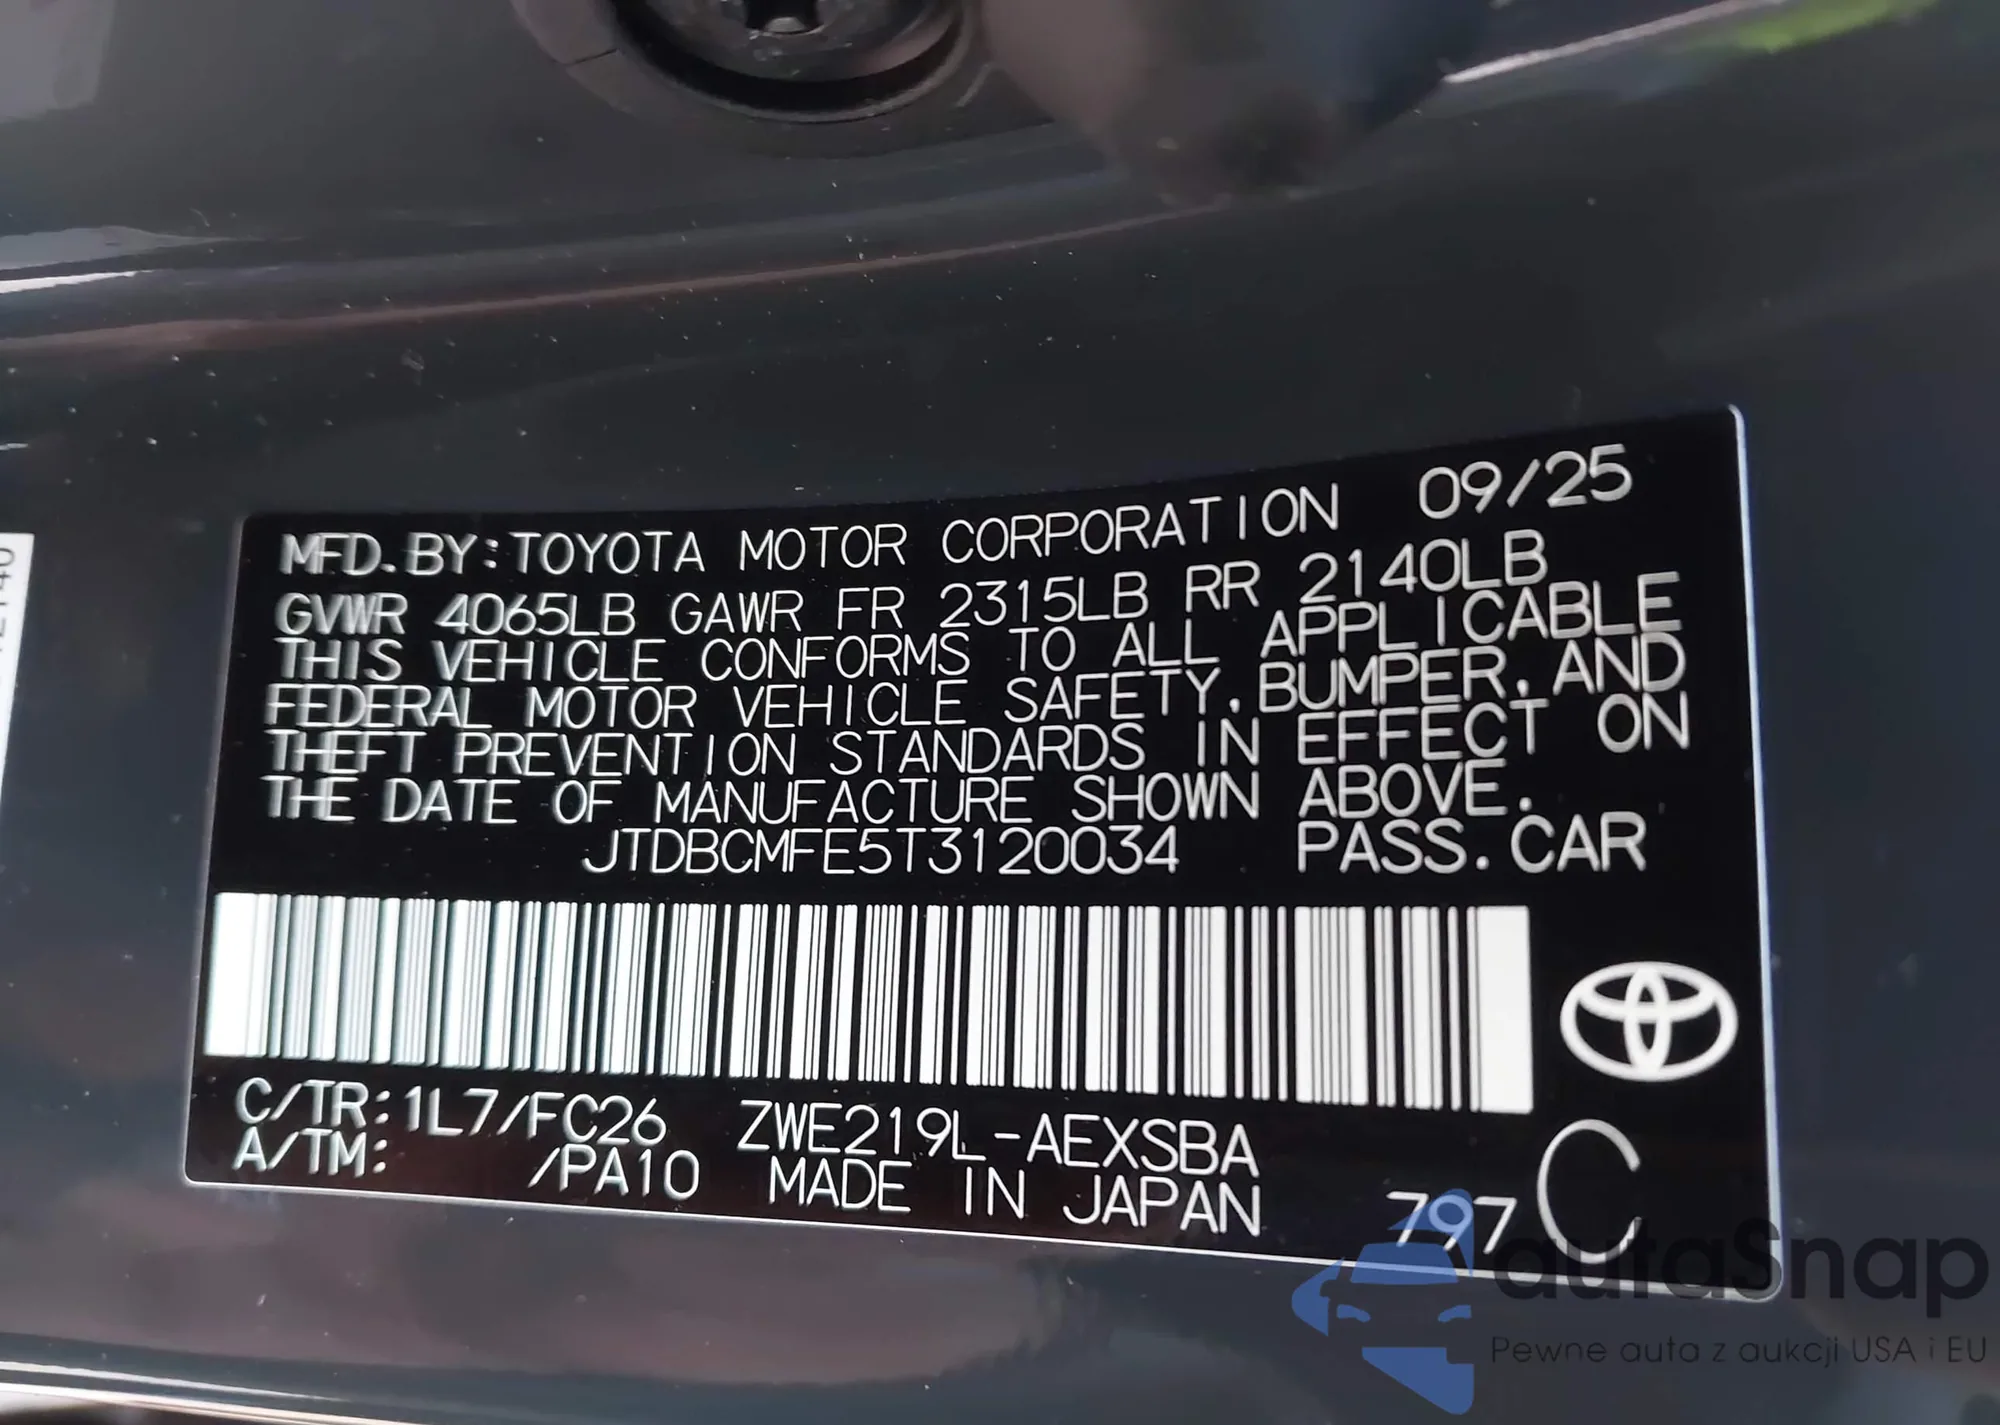 MFD.BY:TOYOTA MOTOR CORPORATION 09/25
GVWR 4065LB GAWR FR 2315LB RR 2140LB
THIS VEHICLE CONFORMS TO ALL APPLICABLE
FEDERAL MOTOR VEHICLE SAFETY,BUMPER,AND
THEFT PREVENTION STANDARDS IN EFFECT ON
THE DATE OF MANUFACTURE SHOWN ABOVE.
JTDBCMFE5T3120034 PASS.CAR
C/TR:1L7/FC26 ZWE219L-AEXSBA
A/TM: /PA10 MADE IN JAPAN 797 C
autaSnap
Pewne auta z aukcji USA i EU